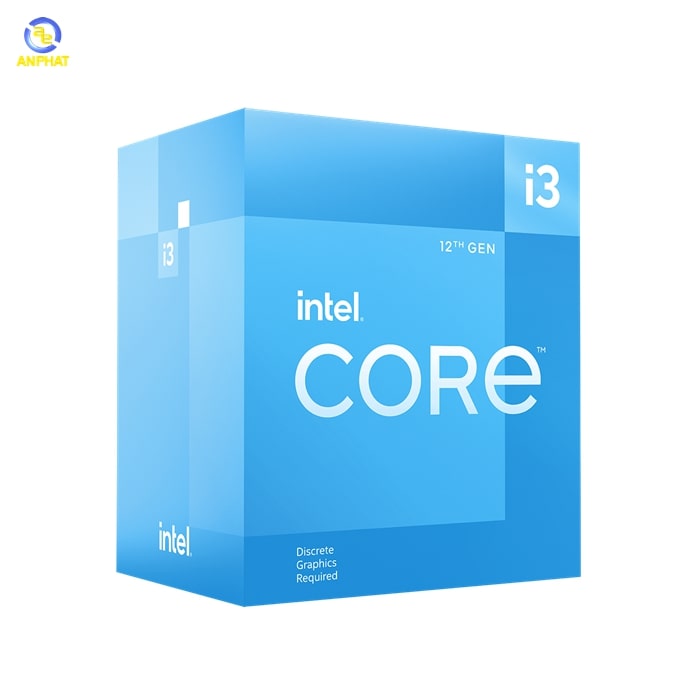 ANPHAT
i3
12TH GEN
i3
intel.
CORE™
intel.
Discrete
Graphics
Required